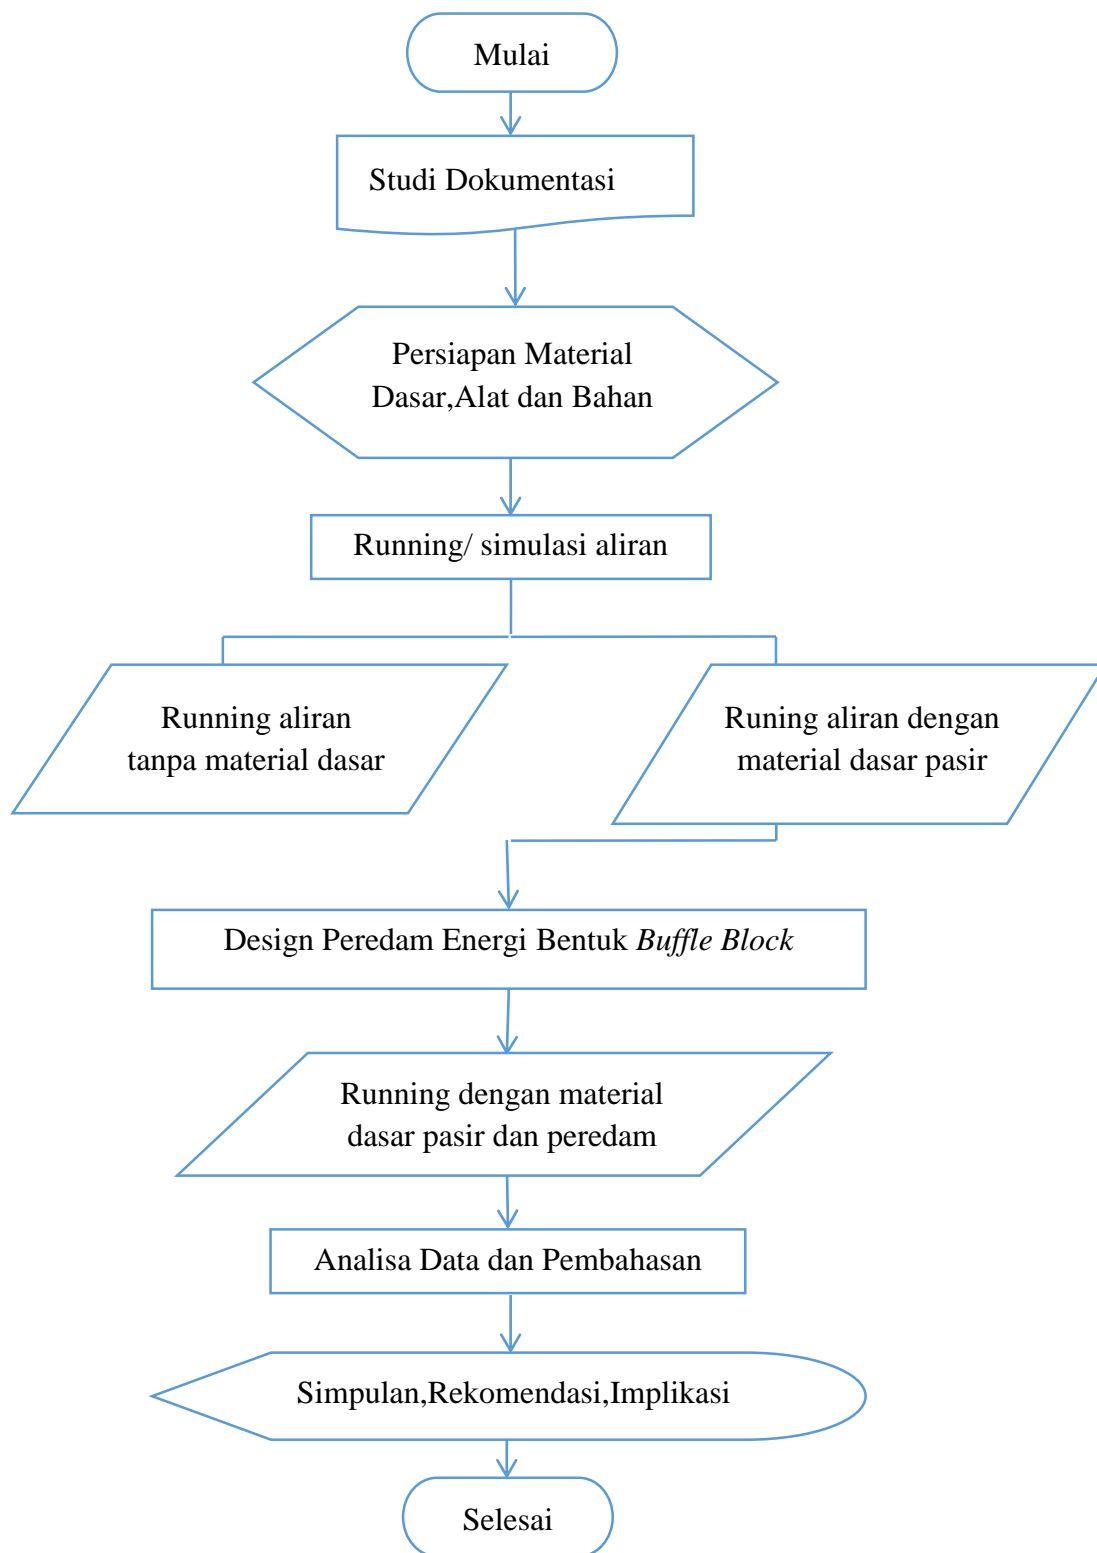 Mulai
Studi Dokumentasi
Persiapan Material
Dasar,Alat dan Bahan
Running/ simulasi aliran
Running aliran
tanpa material dasar
Runing aliran dengan
material dasar pasir
Design Peredam Energi Bentuk Buffle Block
Running dengan material
dasar pasir dan peredam
Analisa Data dan Pembahasan
Simpulan,Rekomendasi,Implikasi
Selesai